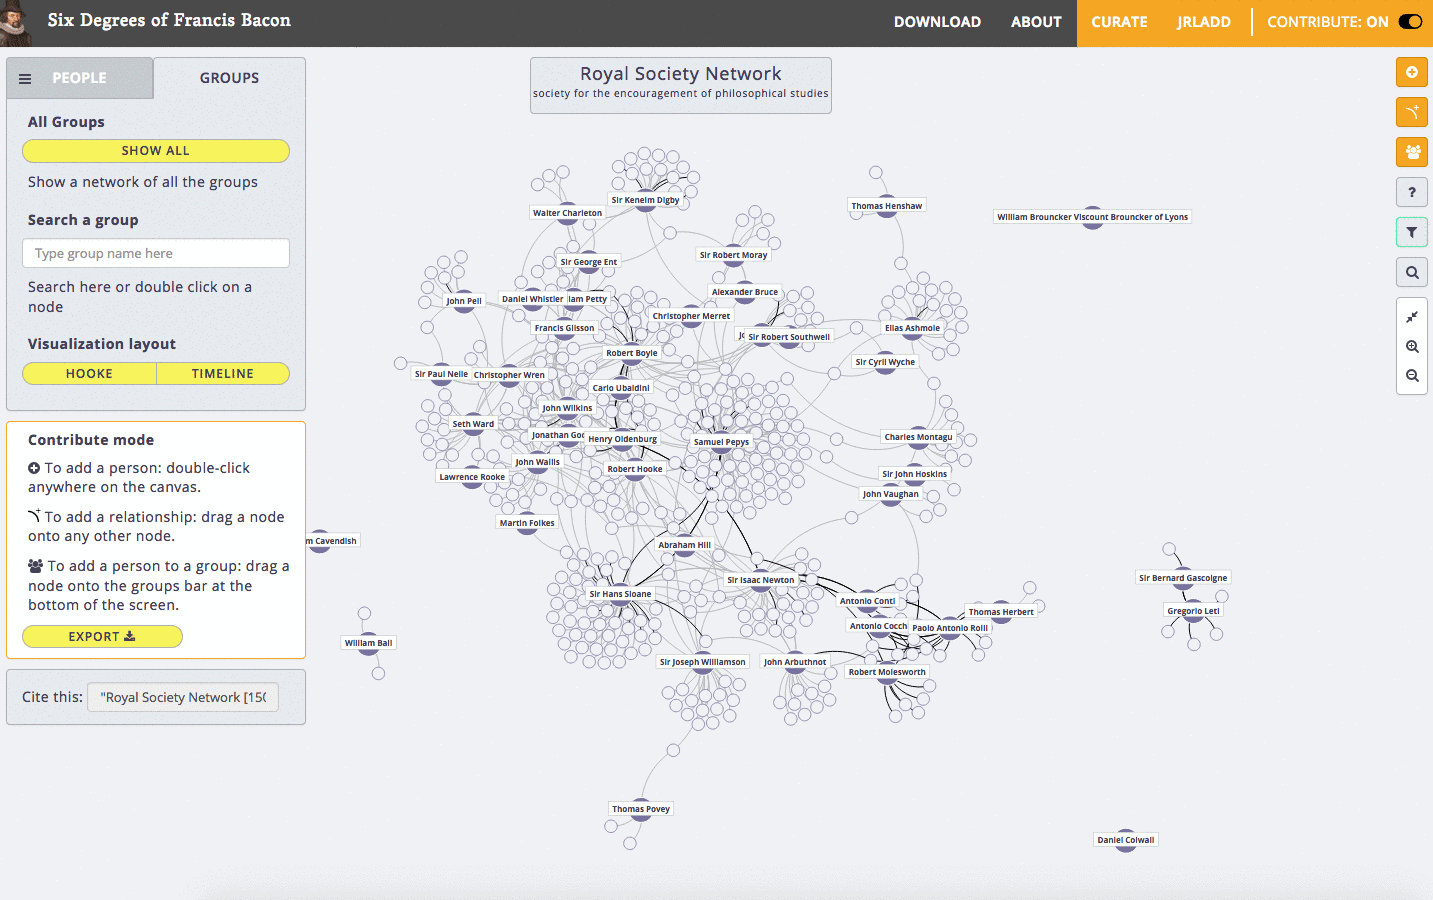 Six Degrees of Francis Bacon
DOWNLOAD
ABOUT
CURATE
JRLADD
CONTRIBUTE: ON
PEOPLE
GROUPS
All Groups
SHOW ALL
Show a network of all the groups
Search a group
Type group name here
Search here or double click on a
node
Visualization layout
HOOKE
TIMELINE
Contribute mode
To add a person: double-click
anywhere on the canvas.
To add a relationship: drag a node
onto any other node.
To add a person to a group: drag a
node onto the groups bar at the
bottom of the screen.
EXPORT
Cite this:
"Royal Society Network [150
Royal Society Network
society for the encouragement of philosophical studies
?
Sir Kenelm Digby
Walter Charleton
Thomas Henshaw
William Brouncker Viscount Brouncker of Lyons
Sir Robert Moray
Sir George Ent
Alexander Bruce
John Pell
Daniel Whistler
iam Petty
Christopher Merret
Francis Glisson
Sir Robert Southwell
Elias Ashmole
Robert Boyle
Sir Cyril Wyche
Sir Paul Neile
Christopher Wren
Carlo Ubaldini
John Wilkins
Seth Ward
Jonathan God
Henry Oldenburg
Samuel Pepys
Charles Montagu
John Wallis
Robert Hooke
Lawrence Rooke
Sir John Hoskins
John Vaughan
Martin Folkes
m Cavendish
Abraham Hill
Sir Isaac Newton
Sir Bernard Gascoigne
Sir Hans Sloane
Antonio Conti
Thomas Herbert
Gregorio Leti
Antonio Cocch
Paolo Antonio Rolli
William Ball
Sir Joseph Williamson
John Arbuthnot
Robert Molesworth
Thomas Povey
Daniel Colwall